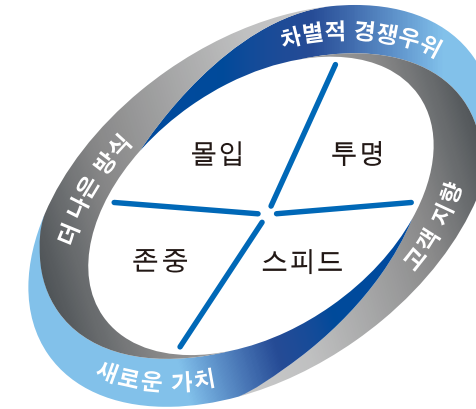 차별적 경쟁우위
몰입
투명
더 나은 방식
고객 지향
존중
스피드
새로운 가치